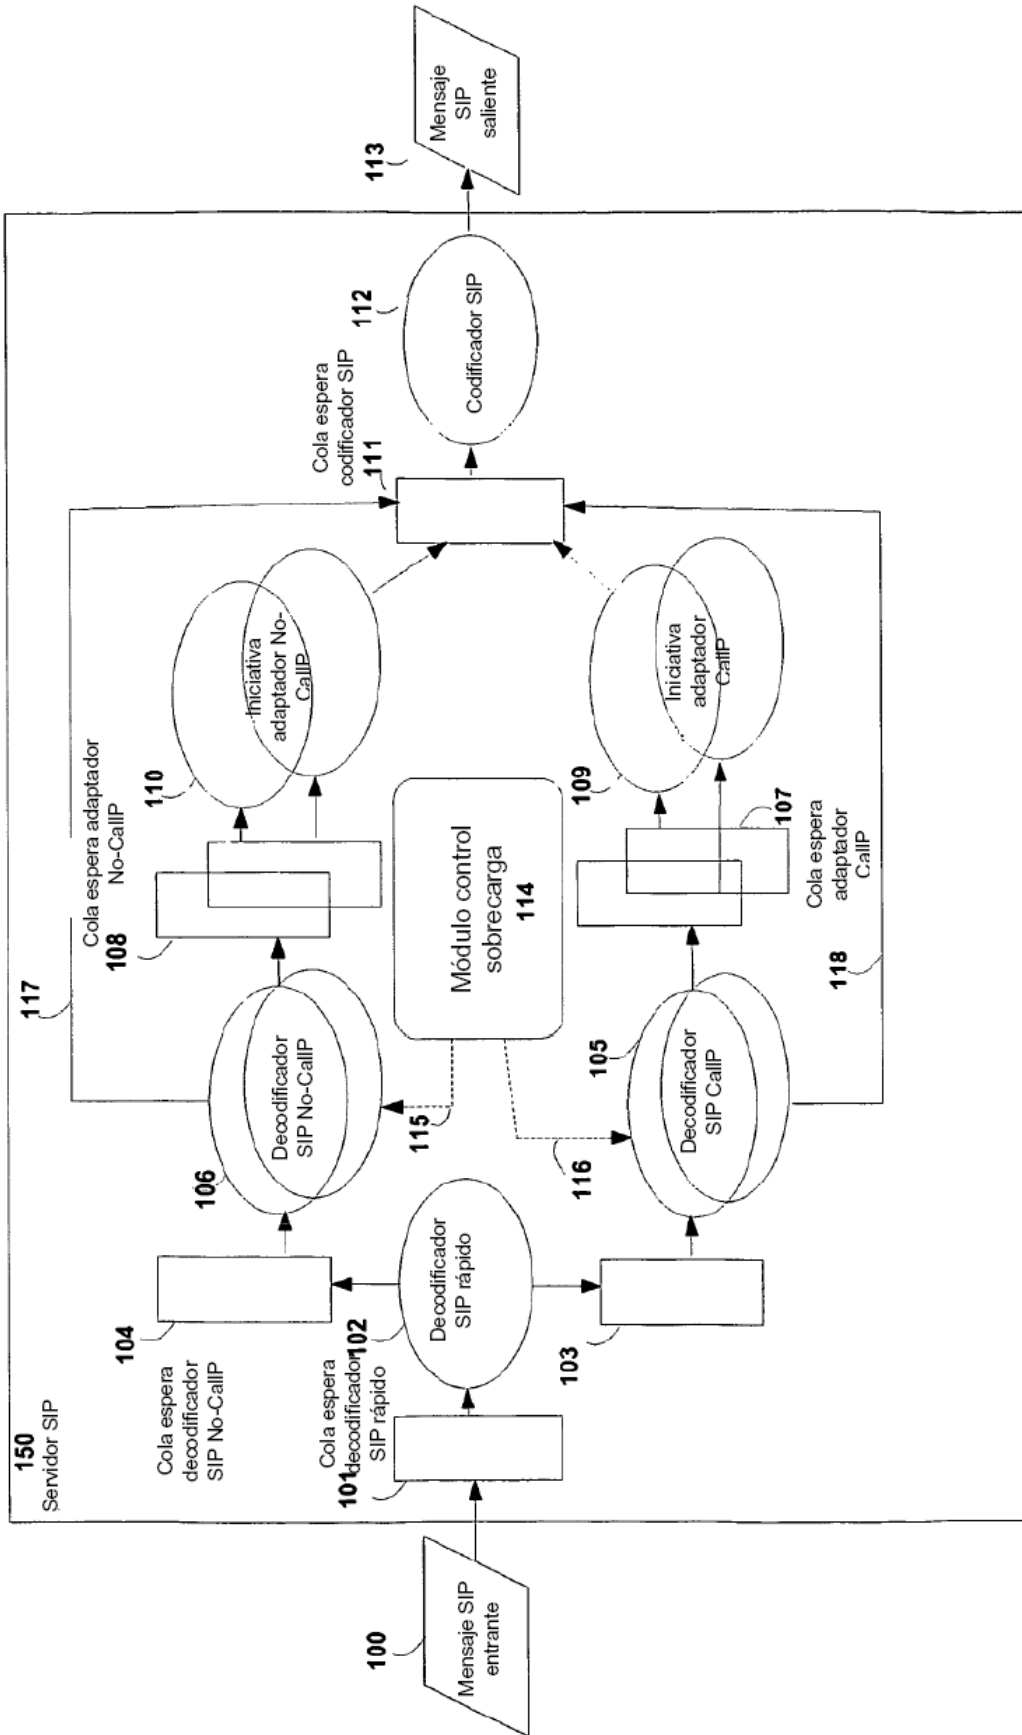 150
Servidor SIP
100
Mensaje SIP
entrante
101
Cola espera
decodificador
SIP rápido
102
Decodificador
SIP rápido
104
Cola espera
decodificador
SIP No-CallP
103
106
Decodificador
SIP No-CallP
105
Decodificador
SIP CallP
115
116
117
118
108
Cola espera adaptador
No-CallP
107
Cola espera
adaptador
CallP
Módulo control
sobrecarga
114
110
Iniciativa
adaptador No-
CallP
109
Iniciativa
adaptador
CallP
Cola espera
codificador SIP
111
112
Codificador SIP
113
Mensaje
SIP
saliente